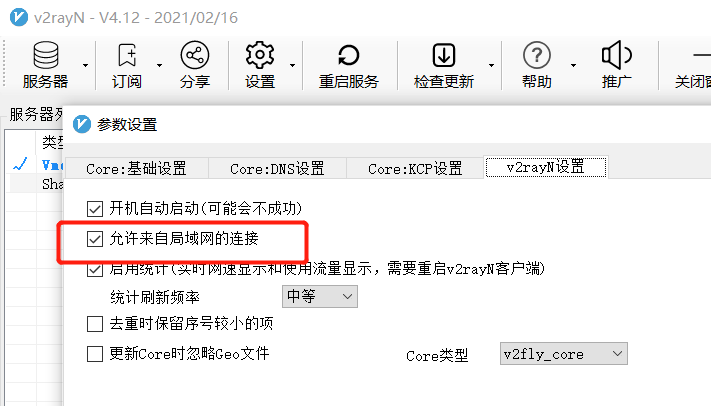 v2rayN - V4.12 - 2021/02/16
服务器 订阅 分享 设置 重启服务 检查更新 帮助 推广 关闭窗
服务器列
类型
Vme
Sha
参数设置
Core:基础设置 Core:DNS设置 Core:KCP设置 v2rayN设置
开机自动启动(可能会不成功)
允许来自局域网的连接
启用统计(实时网速显示和使用流量显示，需要重启v2rayN客户端)
统计刷新频率 中等
去重时保留序号较小的项
更新Core时忽略Geo文件 Core类型 v2fly_core